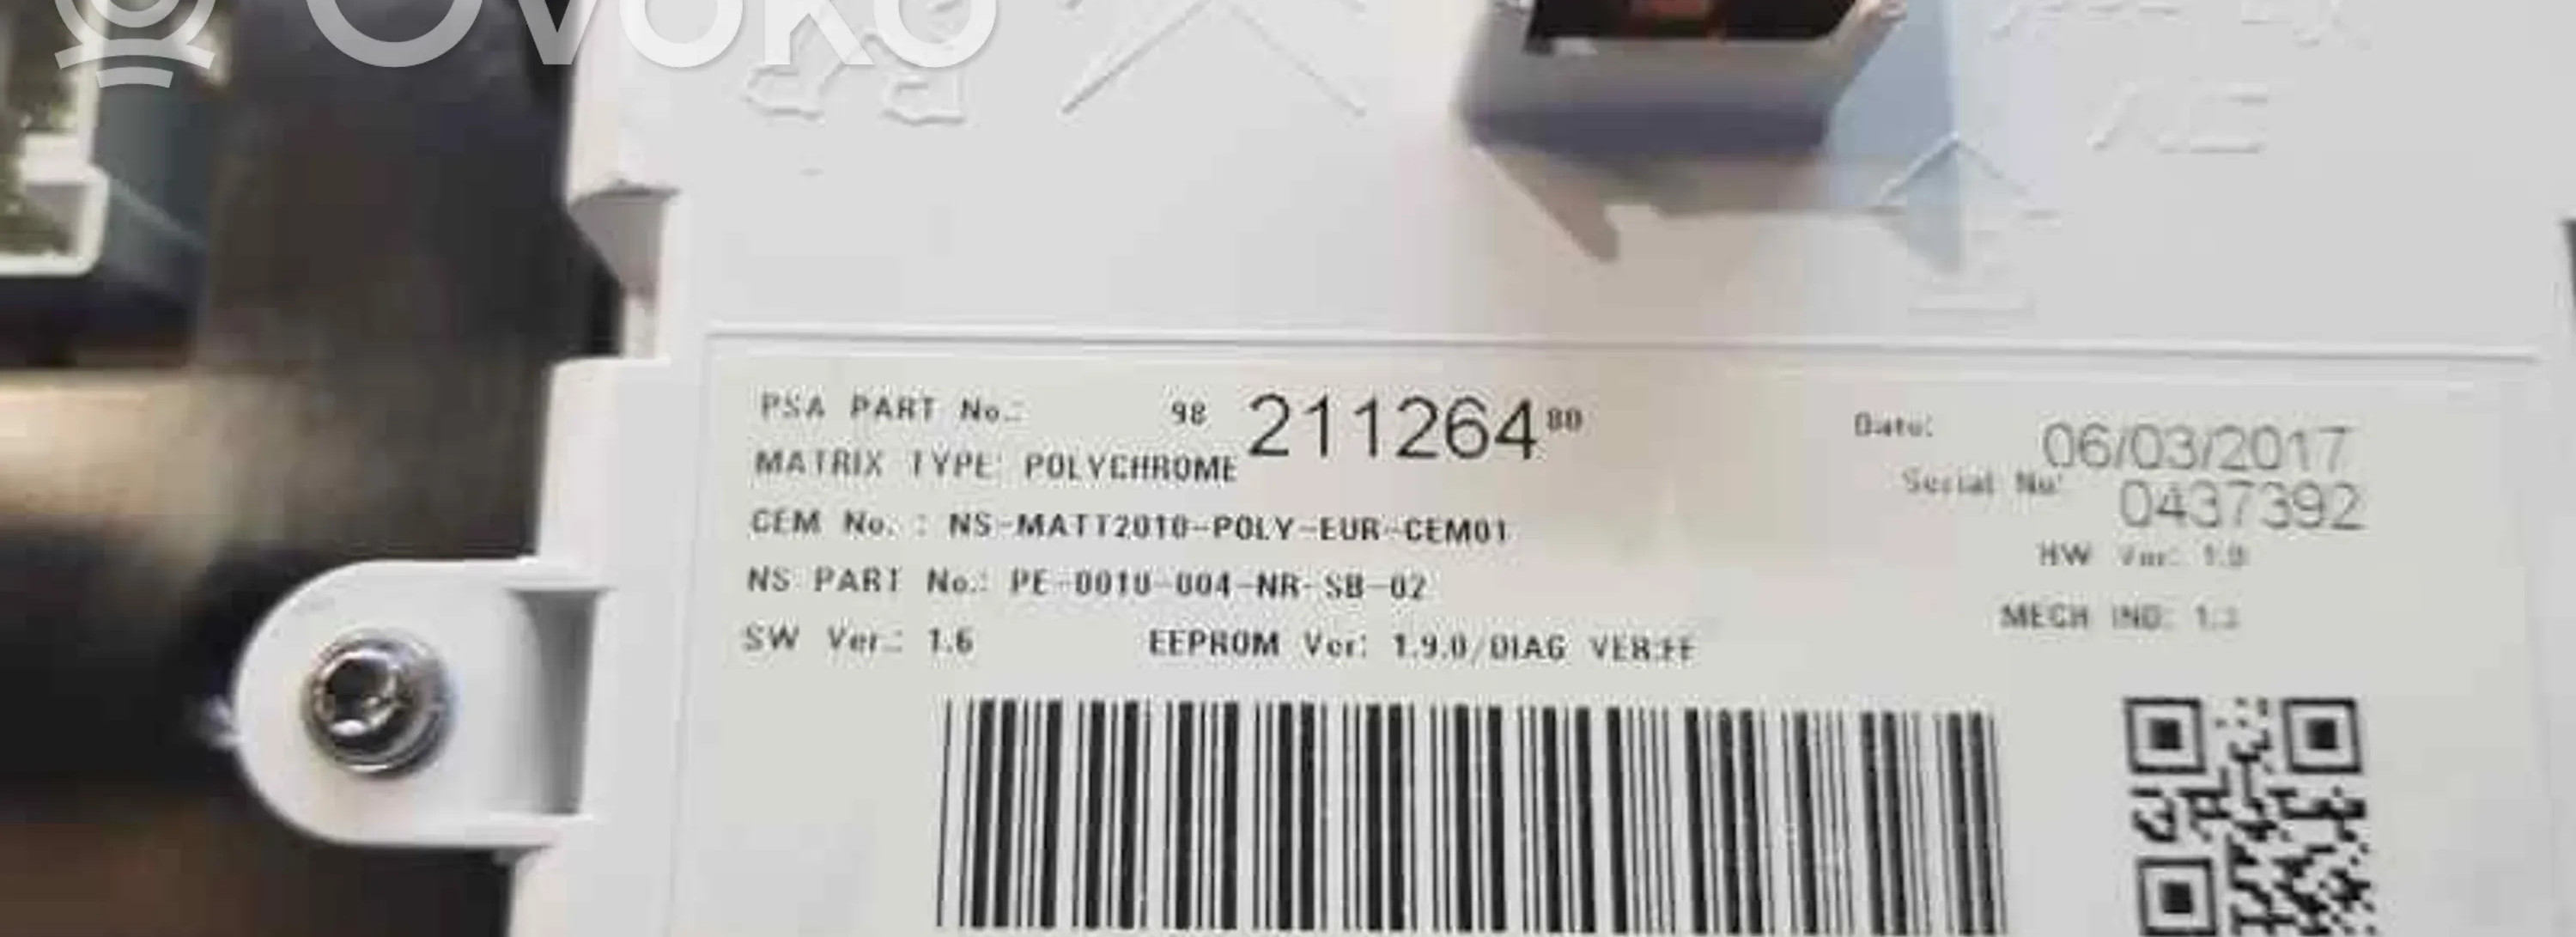 Ovoko
PSA PART No.: 98 211264 80
MATRIX TYPE: POLYCHROME
CEM No. : NS-MATT2010-POLY-EUR-CEM01
NS PART No.: PE-0010-004-NR-SB-02
SW Ver.: 1.6 EEPROM Ver: 1.9.0/DIAG VER:FF
Date: 06/03/2017
Serial No: 0437392
HW Ver: 1.0
MECH IND: